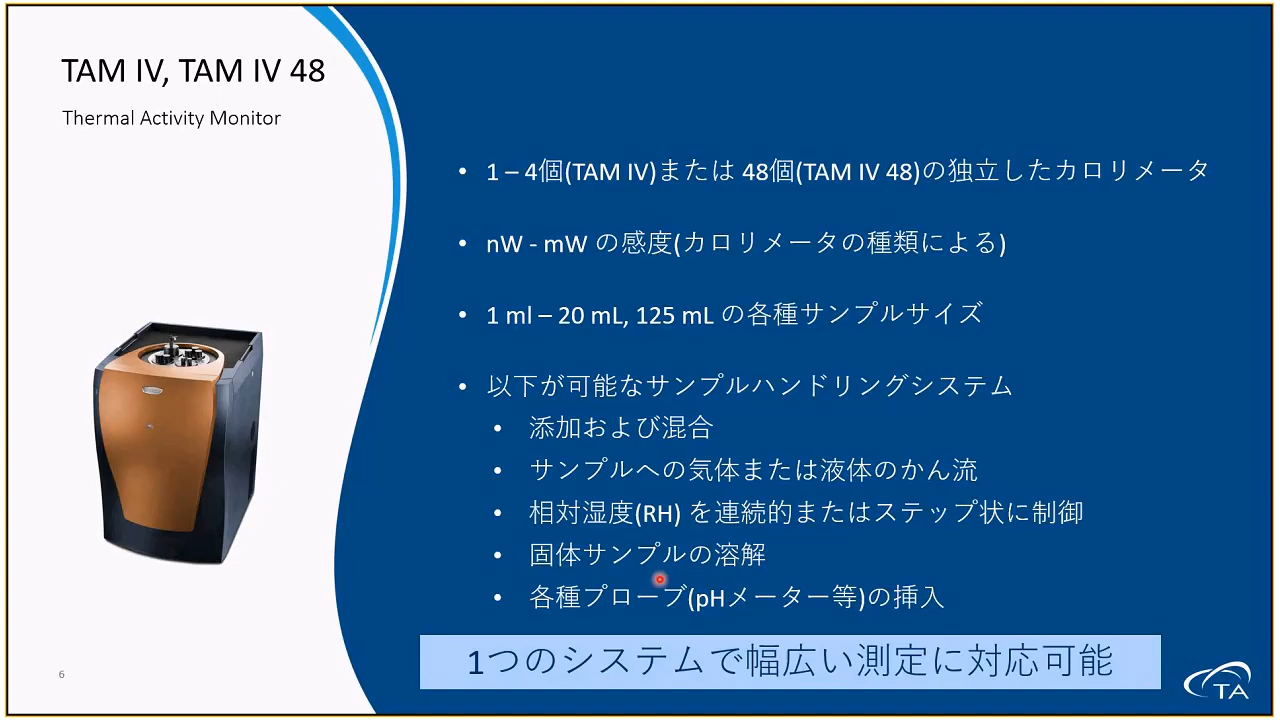 TAM IV, TAM IV 48
Thermal Activity Monitor
• 1 – 4個(TAM IV)または 48個(TAM IV 48)の独立したカロリメータ
• nW - mW の感度(カロリメータの種類による)
• 1 ml – 20 mL, 125 mL の各種サンプルサイズ
• 以下が可能なサンプルハンドリングシステム
• 添加および混合
• サンプルへの気体または液体のかん流
• 相対湿度(RH) を連続的またはステップ状に制御
• 固体サンプルの溶解
• 各種プローブ(pHメーター等)の挿入
1つのシステムで幅広い測定に対応可能
6
TA